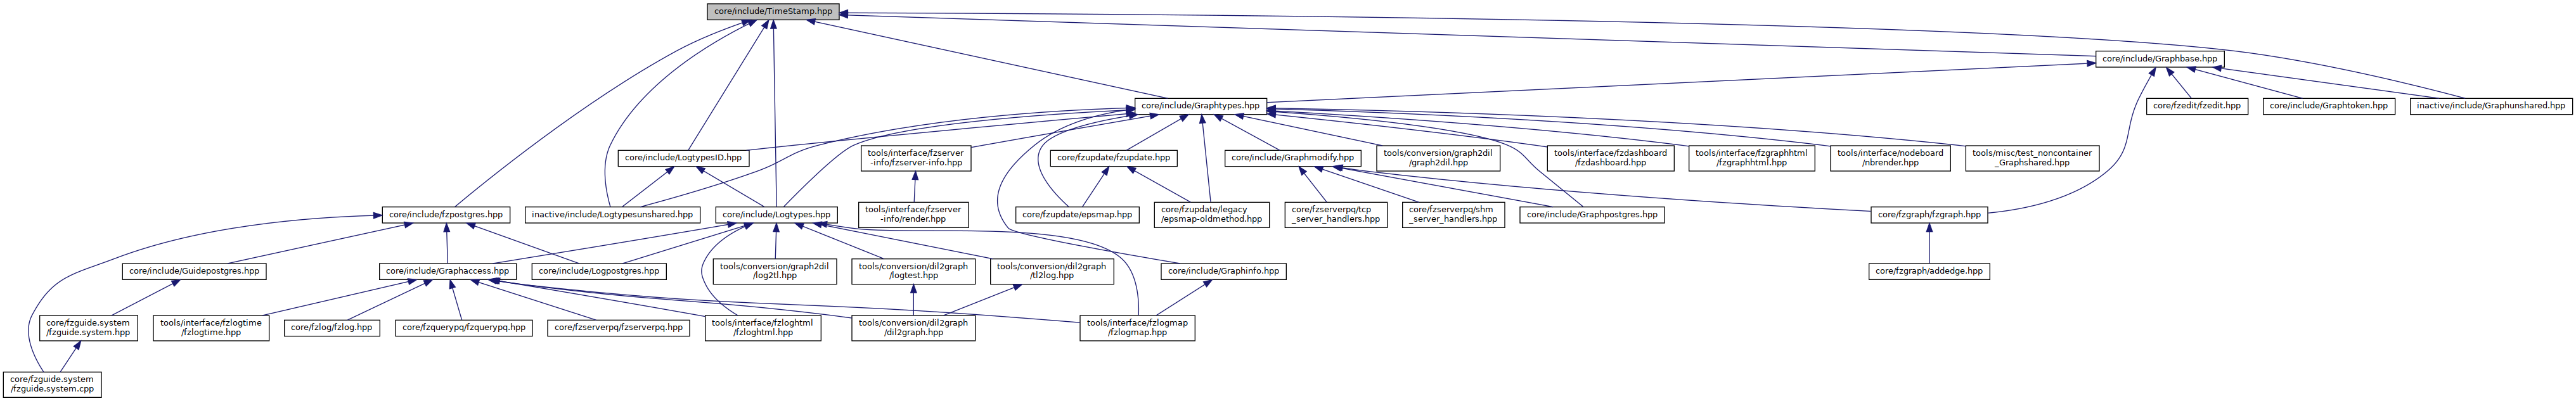 core/include/TimeStamp.hpp
core/include/Graphbase.hpp
core/include/Graphtypes.hpp
core/fzedit/fzedit.hpp
core/include/Graphtoken.hpp
inactive/include/Graphunshared.hpp
core/include/LogtypesID.hpp
tools/interface/fzserver
-info/fzserver-info.hpp
core/fzupdate/fzupdate.hpp
core/include/Graphmodify.hpp
tools/conversion/graph2dil
/graph2dil.hpp
tools/interface/fzdashboard
/fzdashboard.hpp
tools/interface/fzgraphhtml
/fzgraphhtml.hpp
tools/interface/nodeboard
/nbrender.hpp
tools/misc/test_noncontainer
_Graphshared.hpp
core/include/fzpostgres.hpp
inactive/include/Logtypesunshared.hpp
core/include/Logtypes.hpp
tools/interface/fzserver
-info/render.hpp
core/fzupdate/epsmap.hpp
core/fzupdate/legacy
/epsmap-oldmethod.hpp
core/fzserverpq/tcp
_server_handlers.hpp
core/fzserverpq/shm
_server_handlers.hpp
core/include/Graphpostgres.hpp
core/fzgraph/fzgraph.hpp
core/include/Guidepostgres.hpp
core/include/Graphaccess.hpp
core/include/Logpostgres.hpp
tools/conversion/graph2dil
/log2tl.hpp
tools/conversion/dil2graph
/logtest.hpp
tools/conversion/dil2graph
/tl2log.hpp
core/include/Graphinfo.hpp
core/fzgraph/addedge.hpp
core/fzguide.system
/fzguide.system.hpp
tools/interface/fzlogtime
/fzlogtime.hpp
core/fzlog/fzlog.hpp
core/fzquerypq/fzquerypq.hpp
core/fzserverpq/fzserverpq.hpp
tools/interface/fzloghtml
/fzloghtml.hpp
tools/conversion/dil2graph
/dil2graph.hpp
tools/interface/fzlogmap
/fzlogmap.hpp
core/fzguide.system
/fzguide.system.cpp